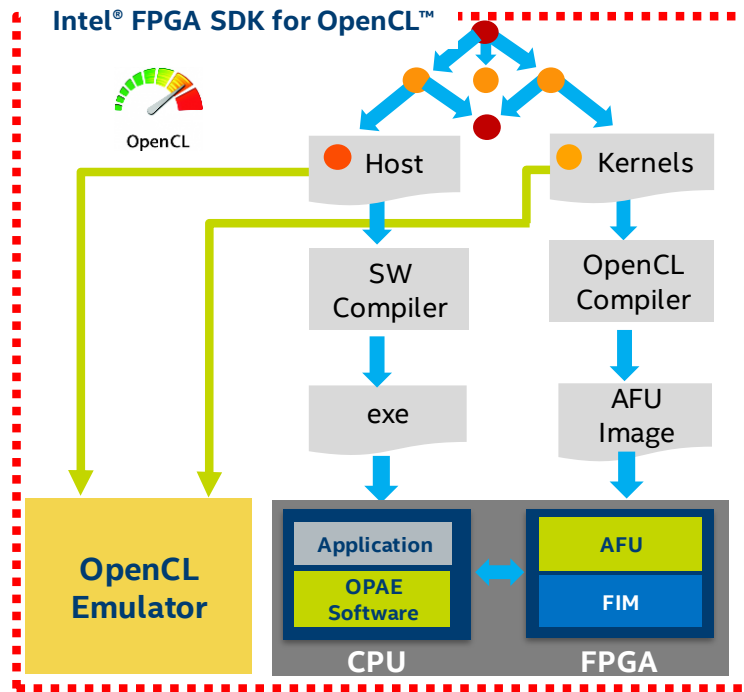 Intel® FPGA SDK for OpenCL™
OpenCL
Host
Kernels
SW
Compiler
OpenCL
Compiler
exe
AFU
Image
OpenCL
Emulator
Application
OPAE
Software
CPU
AFU
FIM
FPGA